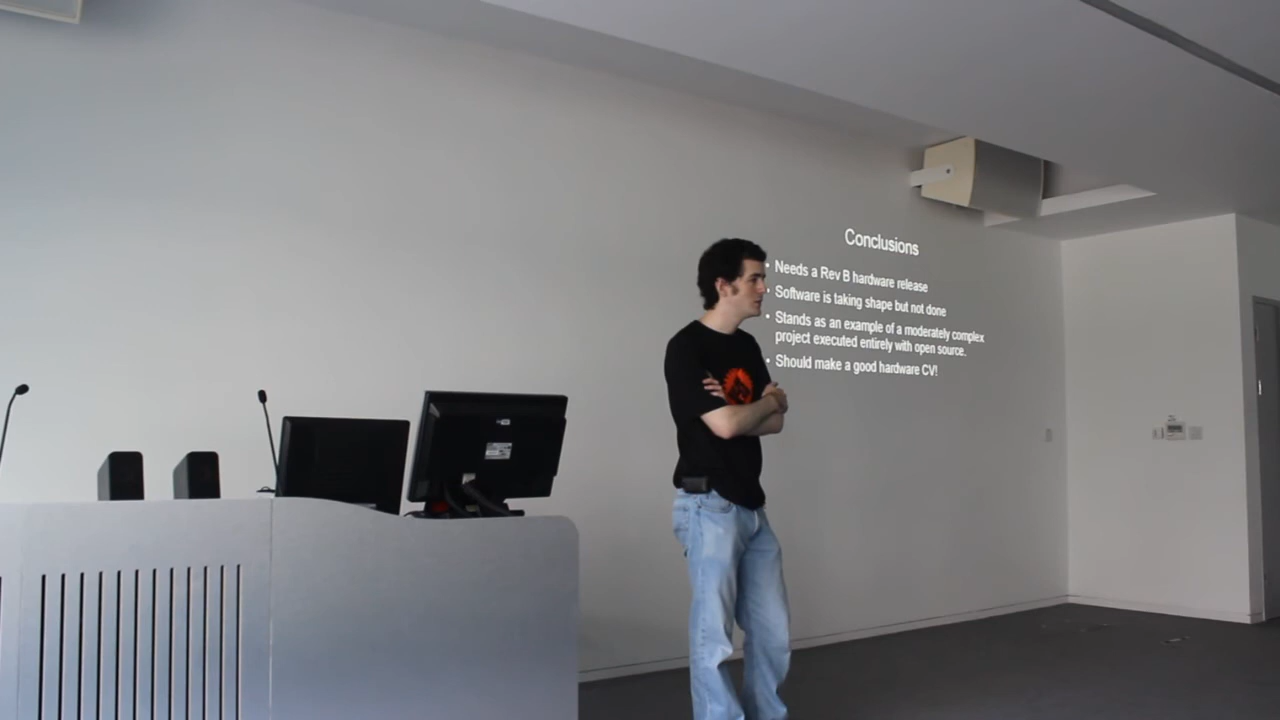 Conclusions
• Needs a Rev B hardware release
• Software is taking shape but not done
• Stands as an example of a moderately complex
project executed entirely with open source.
• Should make a good hardware CV!